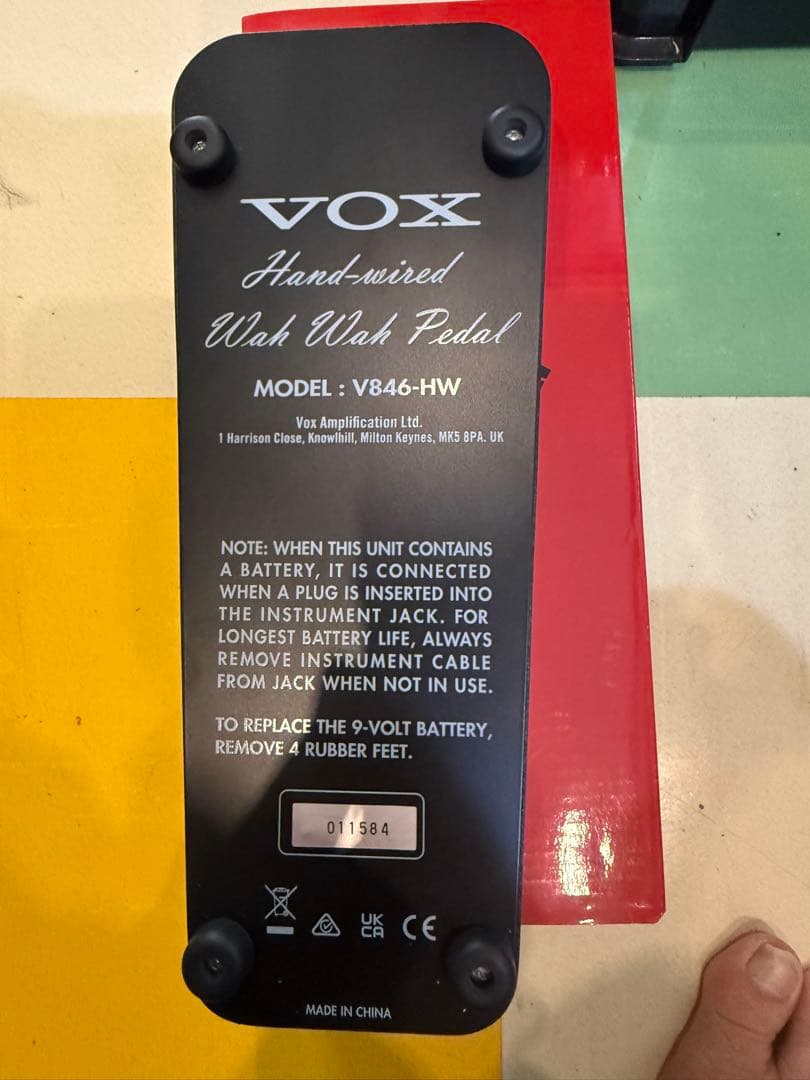 VOX
Hand-wired
Wah Wah Pedal
MODEL : V846-HW
Vox Amplification Ltd.
1 Harrison Close, Knowlhill, Milton Keynes, MK5 8PA. UK
NOTE: WHEN THIS UNIT CONTAINS
A BATTERY, IT IS CONNECTED
WHEN A PLUG IS INSERTED INTO
THE INSTRUMENT JACK. FOR
LONGEST BATTERY LIFE, ALWAYS
REMOVE INSTRUMENT CABLE
FROM JACK WHEN NOT IN USE.
TO REPLACE THE 9-VOLT BATTERY,
REMOVE 4 RUBBER FEET.
011584
UK
CA
CE
MADE IN CHINA